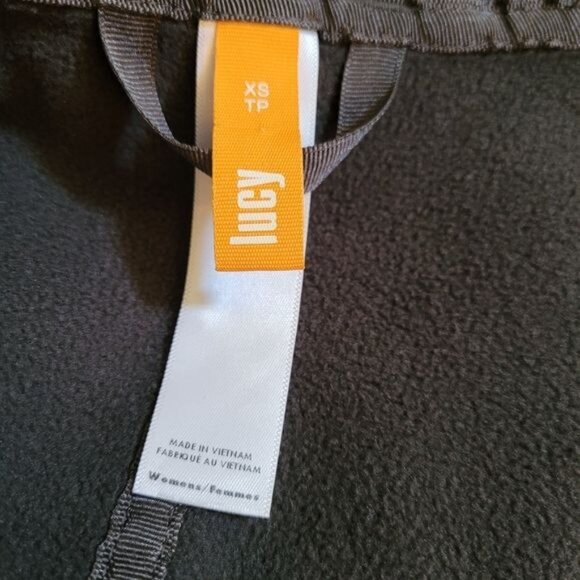 XS
TP
lucy
MADE IN VIETNAM
FABRIQUÉ AU VIETNAM
Womens/Femmes